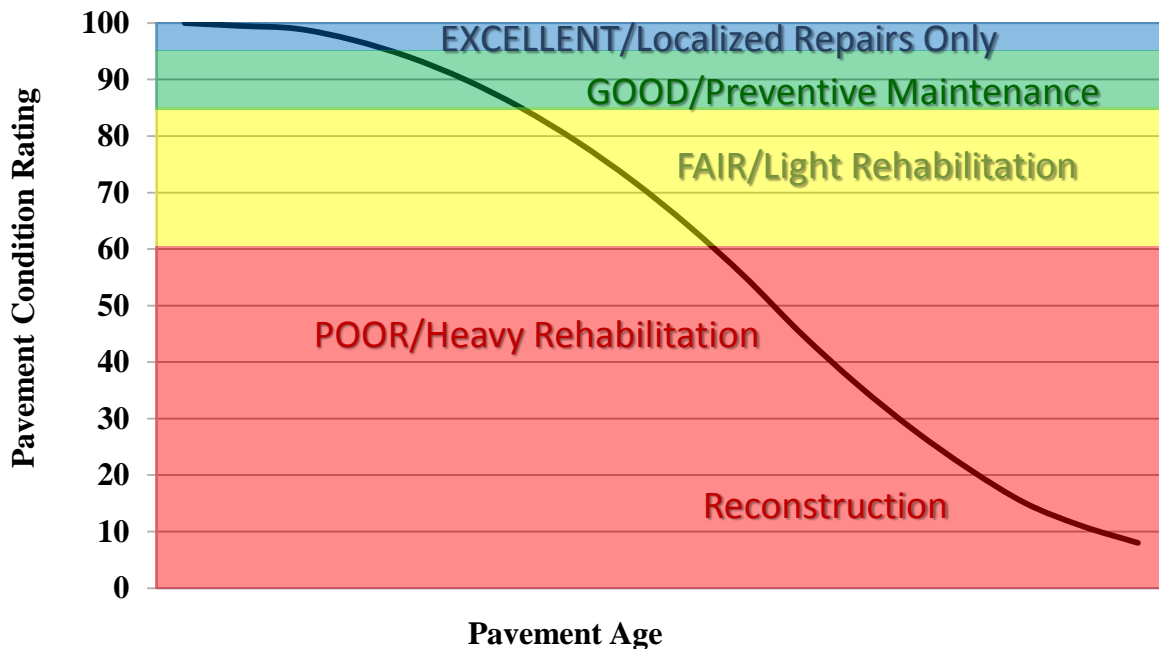 Pavement Condition Rating
100
90
80
70
60
50
40
30
20
10
0
EXCELLENT/Localized Repairs Only
GOOD/Preventive Maintenance
FAIR/Light Rehabilitation
POOR/Heavy Rehabilitation
Reconstruction
Pavement Age